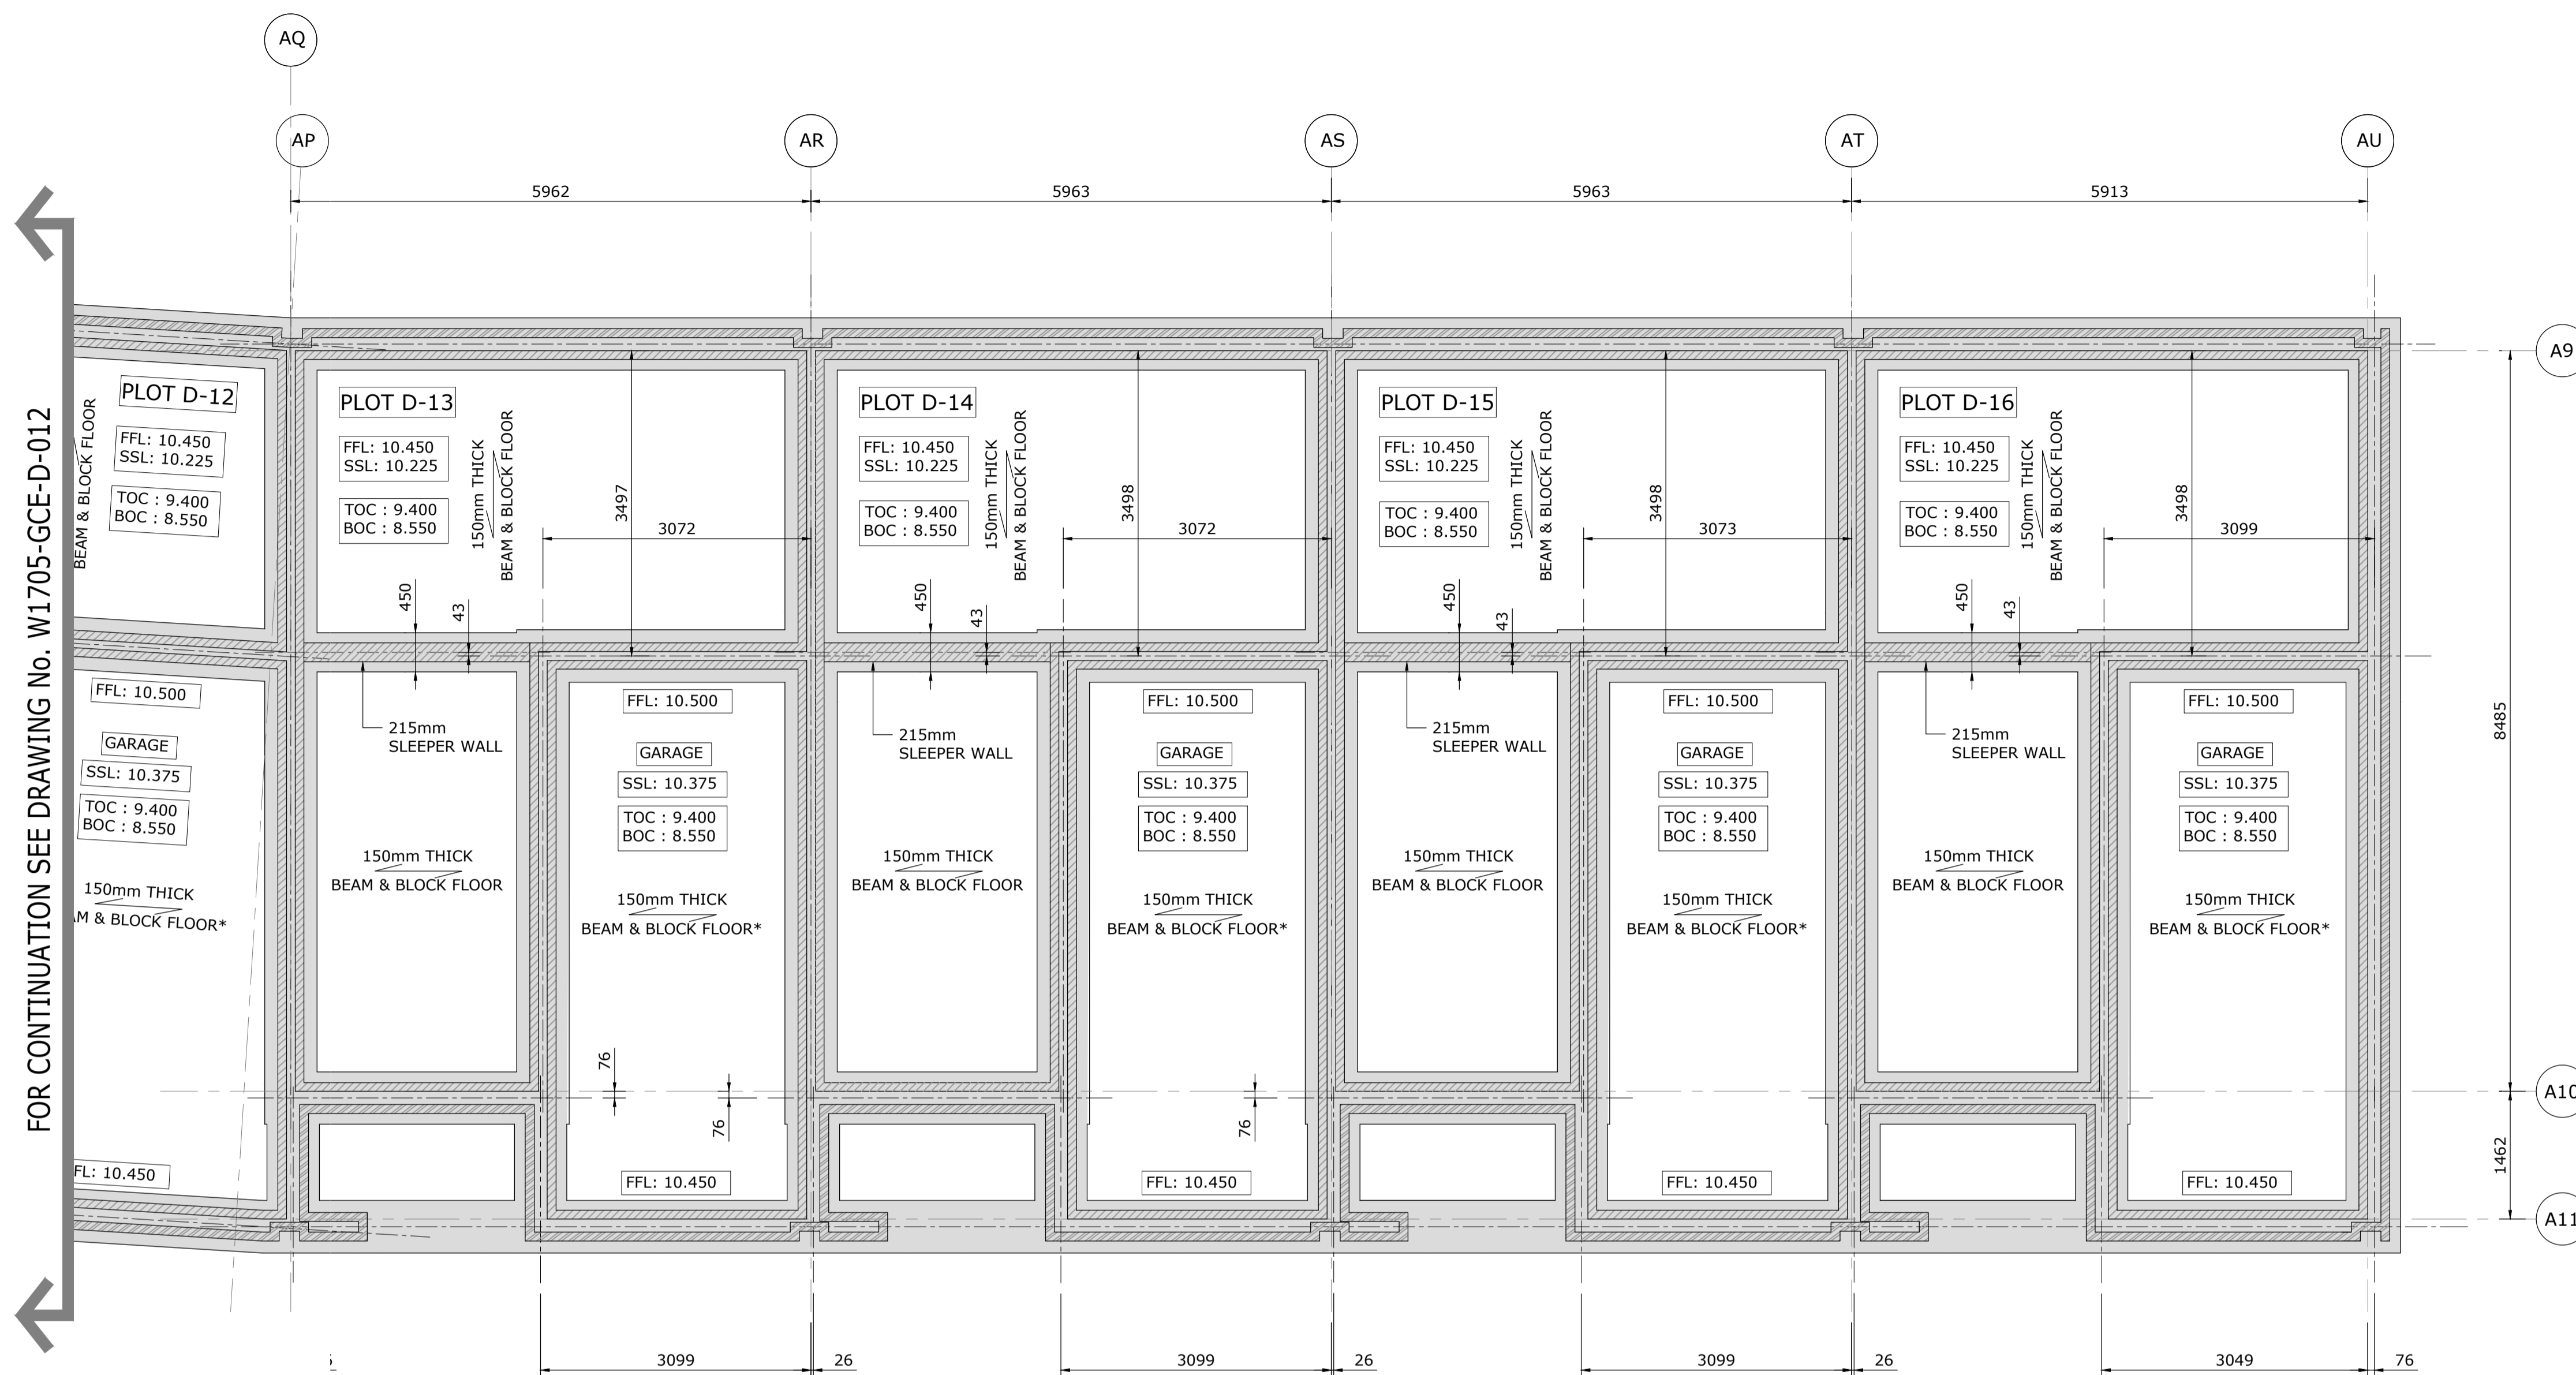 AQ
AP
AR
AS
AT
AU
5962
5963
5963
5913
FOR CONTINUATION SEE DRAWING No. W1705-GCE-D-012
A9
A10
A11
8485
1462
PLOT D-12
FFL: 10.450
SSL: 10.225
TOC : 9.400
BOC : 8.550
BEAM & BLOCK FLOOR
FFL: 10.500
GARAGE
SSL: 10.375
TOC : 9.400
BOC : 8.550
150mm THICK
BLOCK FLOOR*
10.450
PLOT D-13
FFL: 10.450
SSL: 10.225
TOC : 9.400
BOC : 8.550
150mm THICK
BEAM & BLOCK FLOOR
3497
3072
450
43
215mm
SLEEPER WALL
150mm THICK
BEAM & BLOCK FLOOR
FFL: 10.500
GARAGE
SSL: 10.375
TOC : 9.400
BOC : 8.550
150mm THICK
BEAM & BLOCK FLOOR*
76
76
FFL: 10.450
PLOT D-14
FFL: 10.450
SSL: 10.225
TOC : 9.400
BOC : 8.550
150mm THICK
BEAM & BLOCK FLOOR
3498
3072
450
43
215mm
SLEEPER WALL
150mm THICK
BEAM & BLOCK FLOOR
FFL: 10.500
GARAGE
SSL: 10.375
TOC : 9.400
BOC : 8.550
150mm THICK
BEAM & BLOCK FLOOR*
76
FFL: 10.450
PLOT D-15
FFL: 10.450
SSL: 10.225
TOC : 9.400
BOC : 8.550
150mm THICK
BEAM & BLOCK FLOOR
3498
3073
450
43
215mm
SLEEPER WALL
150mm THICK
BEAM & BLOCK FLOOR
FFL: 10.500
GARAGE
SSL: 10.375
TOC : 9.400
BOC : 8.550
150mm THICK
BEAM & BLOCK FLOOR*
FFL: 10.450
PLOT D-16
FFL: 10.450
SSL: 10.225
TOC : 9.400
BOC : 8.550
150mm THICK
BEAM & BLOCK FLOOR
3498
3099
450
43
215mm
SLEEPER WALL
150mm THICK
BEAM & BLOCK FLOOR
FFL: 10.500
GARAGE
SSL: 10.375
TOC : 9.400
BOC : 8.550
150mm THICK
BEAM & BLOCK FLOOR*
FFL: 10.450
3099
26
3099
26
3099
26
3049
76